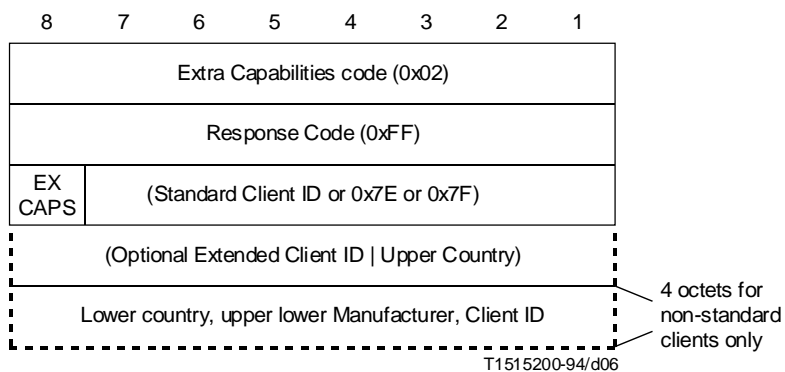 8 7 6 5 4 3 2 1
Extra Capabilities code (0x02)
Response Code (0xFF)
EX
CAPS
(Standard Client ID or 0x7E or 0x7F)
(Optional Extended Client ID | Upper Country)
Lower country, upper lower Manufacturer, Client ID
4 octets for
non-standard
clients only
T1515200-94/d06